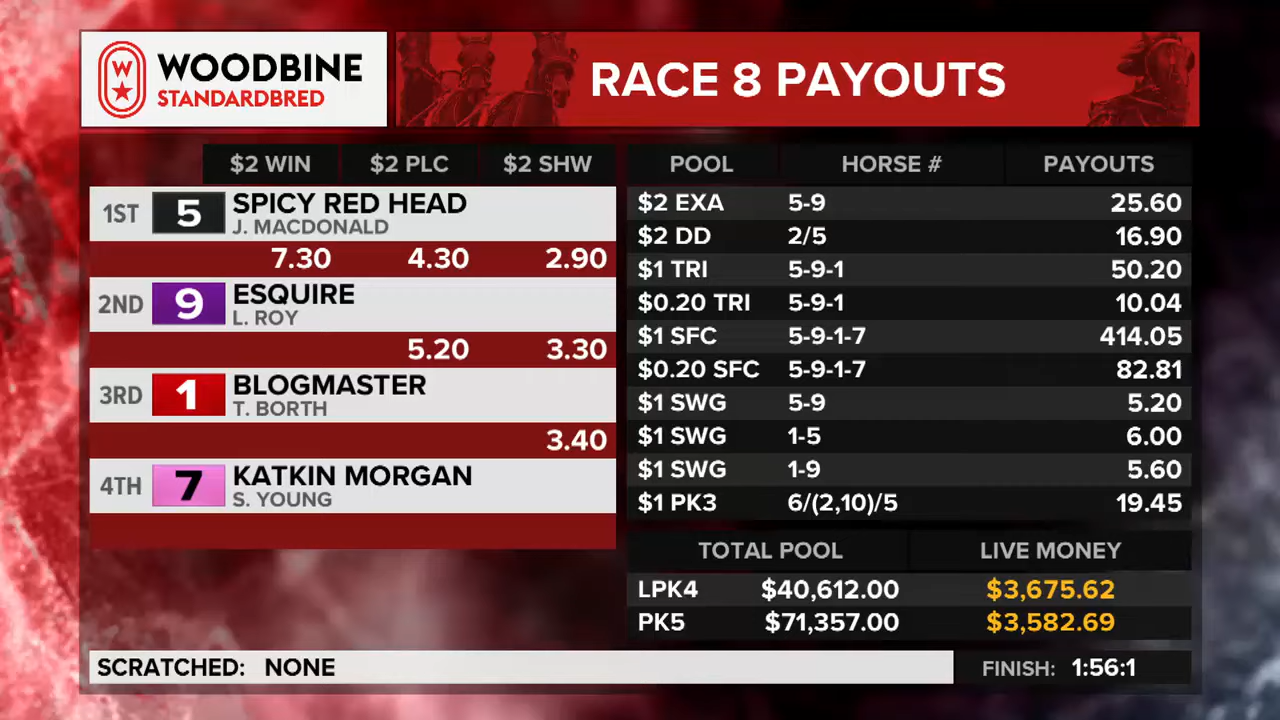 WOODBINE
STANDARDBRED
RACE 8 PAYOUTS
$2 WIN $2 PLC $2 SHW
1ST 5 SPICY RED HEAD
J. MACDONALD
7.30 4.30 2.90
2ND 9 ESQUIRE
L. ROY
5.20 3.30
3RD 1 BLOGMASTER
T. BORTH
3.40
4TH 7 KATKIN MORGAN
S. YOUNG
POOL HORSE # PAYOUTS
$2 EXA 5-9 25.60
$2 DD 2/5 16.90
$1 TRI 5-9-1 50.20
$0.20 TRI 5-9-1 10.04
$1 SFC 5-9-1-7 414.05
$0.20 SFC 5-9-1-7 82.81
$1 SWG 5-9 5.20
$1 SWG 1-5 6.00
$1 SWG 1-9 5.60
$1 PK3 6/(2,10)/5 19.45
TOTAL POOL LIVE MONEY
LPK4 $40,612.00 $3,675.62
PK5 $71,357.00 $3,582.69
SCRATCHED: NONE
FINISH: 1:56:1